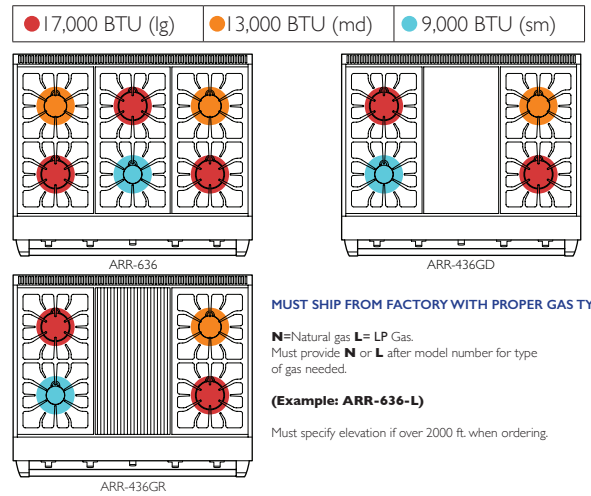 17,000 BTU (lg) 13,000 BTU (md) 9,000 BTU (sm)
ARR-636
ARR-436GD
ARR-436GR
MUST SHIP FROM FACTORY WITH PROPER GAS TY
N=Natural gas L= LP Gas.
Must provide N or L after model number for type
of gas needed.
(Example: ARR-636-L)
Must specify elevation if over 2000 ft. when ordering.